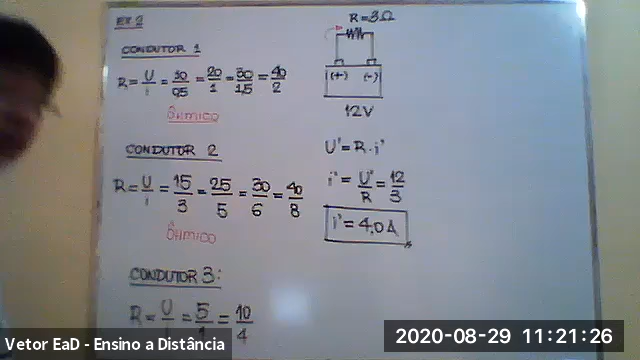 EX 2
CONDUTOR 1
R = U/i = 10/0,5 = 20/1 = 30/1,5 = 40/2
ÔHMICO
CONDUTOR 2
R = U/i = 15/3 = 25/5 = 30/6 = 40/8
ÔHMICO
CONDUTOR 3:
R = U/i = 5/1 = 10/4
R = 3Ω
(+) (-)
12V
U' = R · i'
i' = U'/R = 12/3
i' = 4,0A
Vetor EaD - Ensino a Distância
2020-08-29 11:21:26